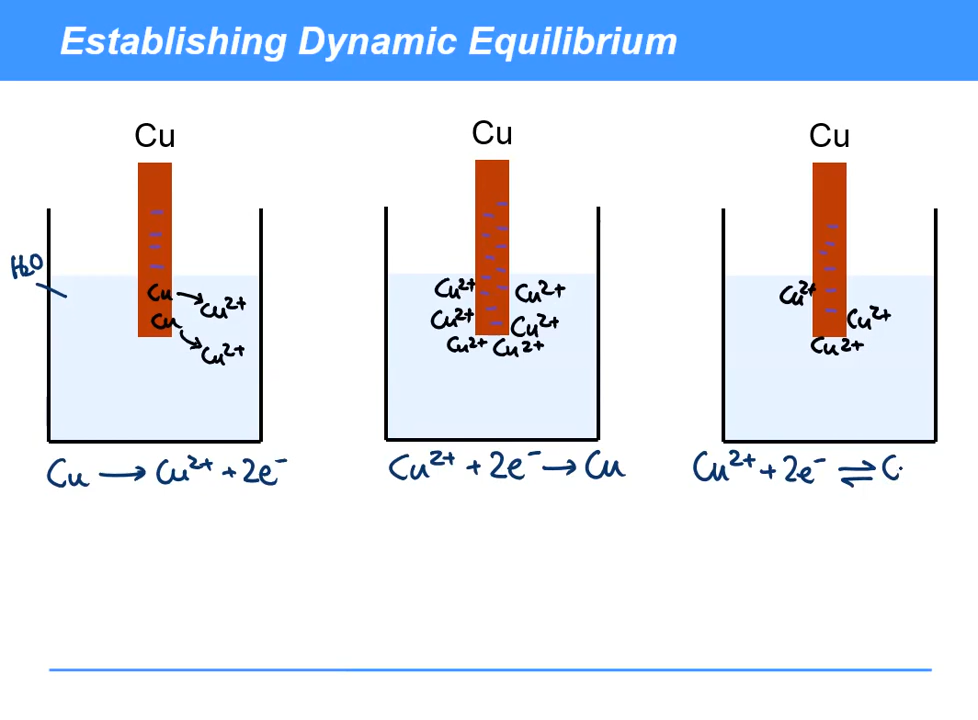 Establishing Dynamic Equilibrium
Cu
Cu
Cu
H2O
Cu → Cu²⁺
Cu → Cu²⁺
Cu²⁺ Cu²⁺
Cu²⁺ Cu²⁺
Cu²⁺ Cu²⁺
Cu²⁺
Cu²⁺
Cu²⁺
Cu → Cu²⁺ + 2e⁻
Cu²⁺ + 2e⁻ → Cu
Cu²⁺ + 2e⁻ ⇌ C